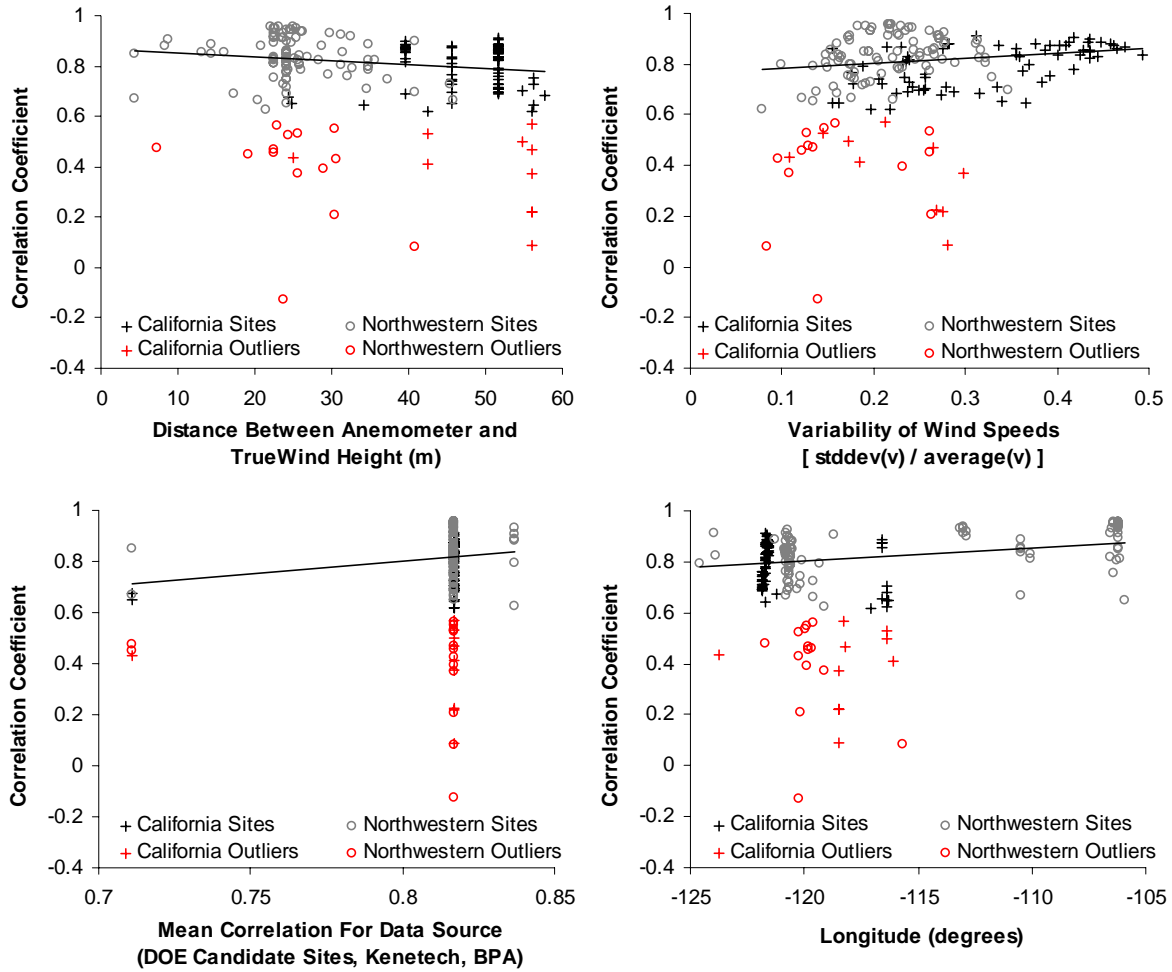 Correlation Coefficient
1
0.8
0.6
0.4
0.2
0
-0.2
-0.4
+ California Sites
○ Northwestern Sites
+ California Outliers
○ Northwestern Outliers
0 10 20 30 40 50 60
Distance Between Anemometer and
TrueWind Height (m)
Correlation Coefficient
1
0.8
0.6
0.4
0.2
0
-0.2
-0.4
+ California Sites
○ Northwestern Sites
+ California Outliers
○ Northwestern Outliers
0 0.1 0.2 0.3 0.4 0.5
Variability of Wind Speeds
[ stddev(v) / average(v) ]
Correlation Coefficient
1
0.8
0.6
0.4
0.2
0
-0.2
-0.4
+ California Sites
○ Northwestern Sites
+ California Outliers
○ Northwestern Outliers
0.7 0.75 0.8 0.85
Mean Correlation For Data Source
(DOE Candidate Sites, Kenetech, BPA)
Correlation Coefficient
1
0.8
0.6
0.4
0.2
0
-0.2
-0.4
+ California Sites
○ Northwestern Sites
+ California Outliers
○ Northwestern Outliers
-125 -120 -115 -110 -105
Longitude (degrees)